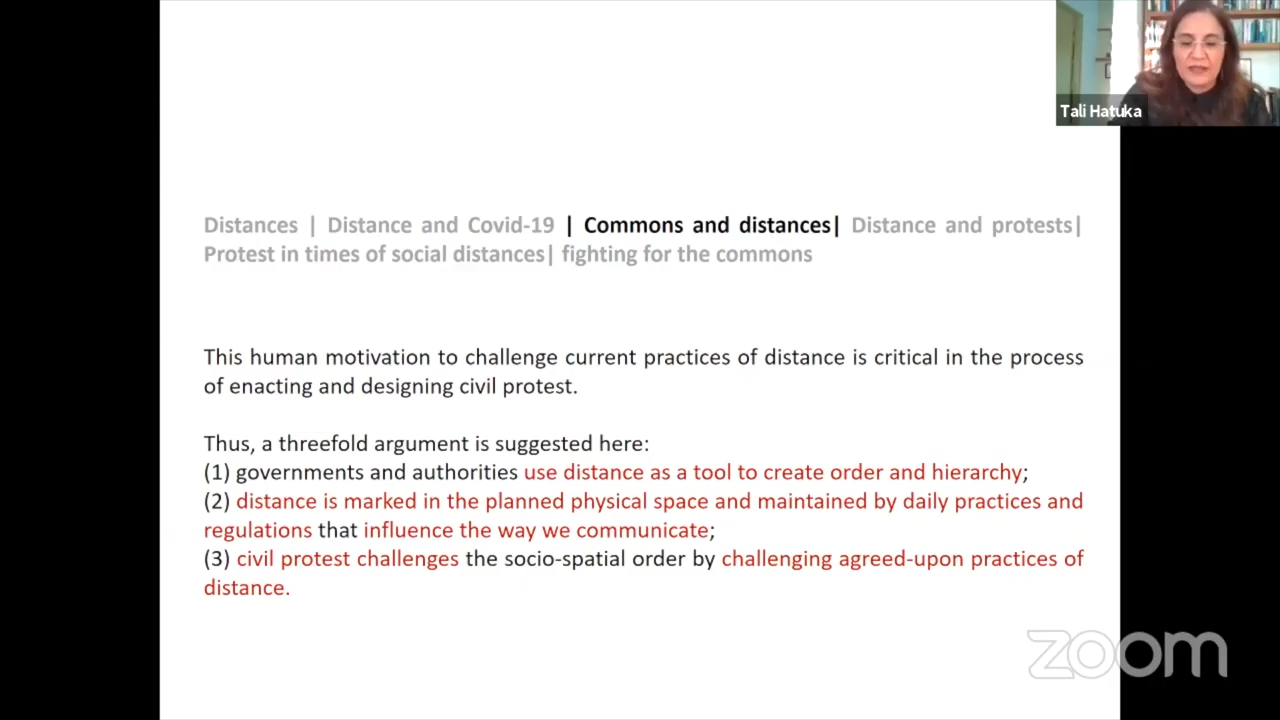 Tali Hatuka
Distances | Distance and Covid-19 | Commons and distances| Distance and protests|
Protest in times of social distances| fighting for the commons
This human motivation to challenge current practices of distance is critical in the process
of enacting and designing civil protest.
Thus, a threefold argument is suggested here:
(1) governments and authorities use distance as a tool to create order and hierarchy;
(2) distance is marked in the planned physical space and maintained by daily practices and
regulations that influence the way we communicate;
(3) civil protest challenges the socio-spatial order by challenging agreed-upon practices of
distance.
zoom